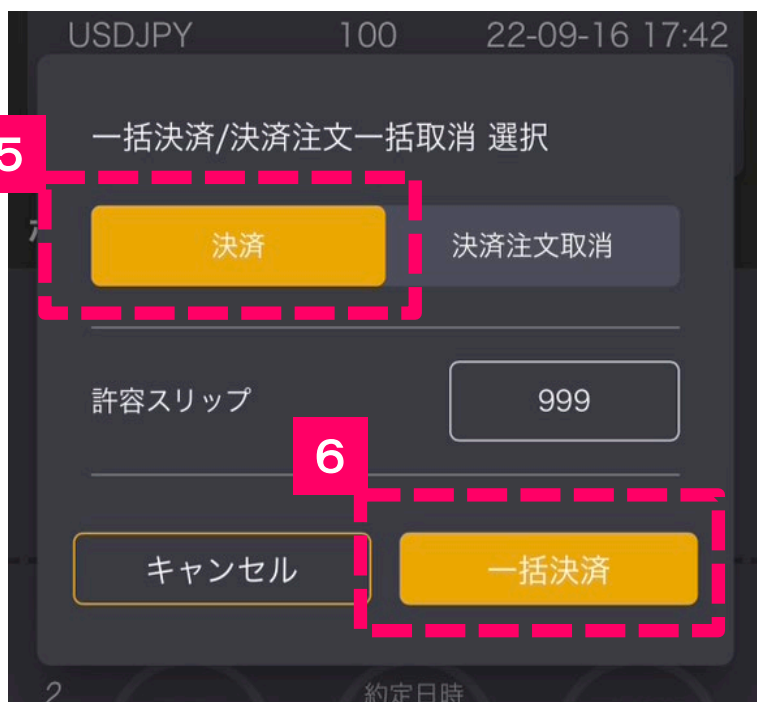 USDJPY 100 22-09-16 17:42
一括決済/決済注文一括取消 選択
5
決済 決済注文取消
許容スリップ 999
6
キャンセル 一括決済
2 約定日時